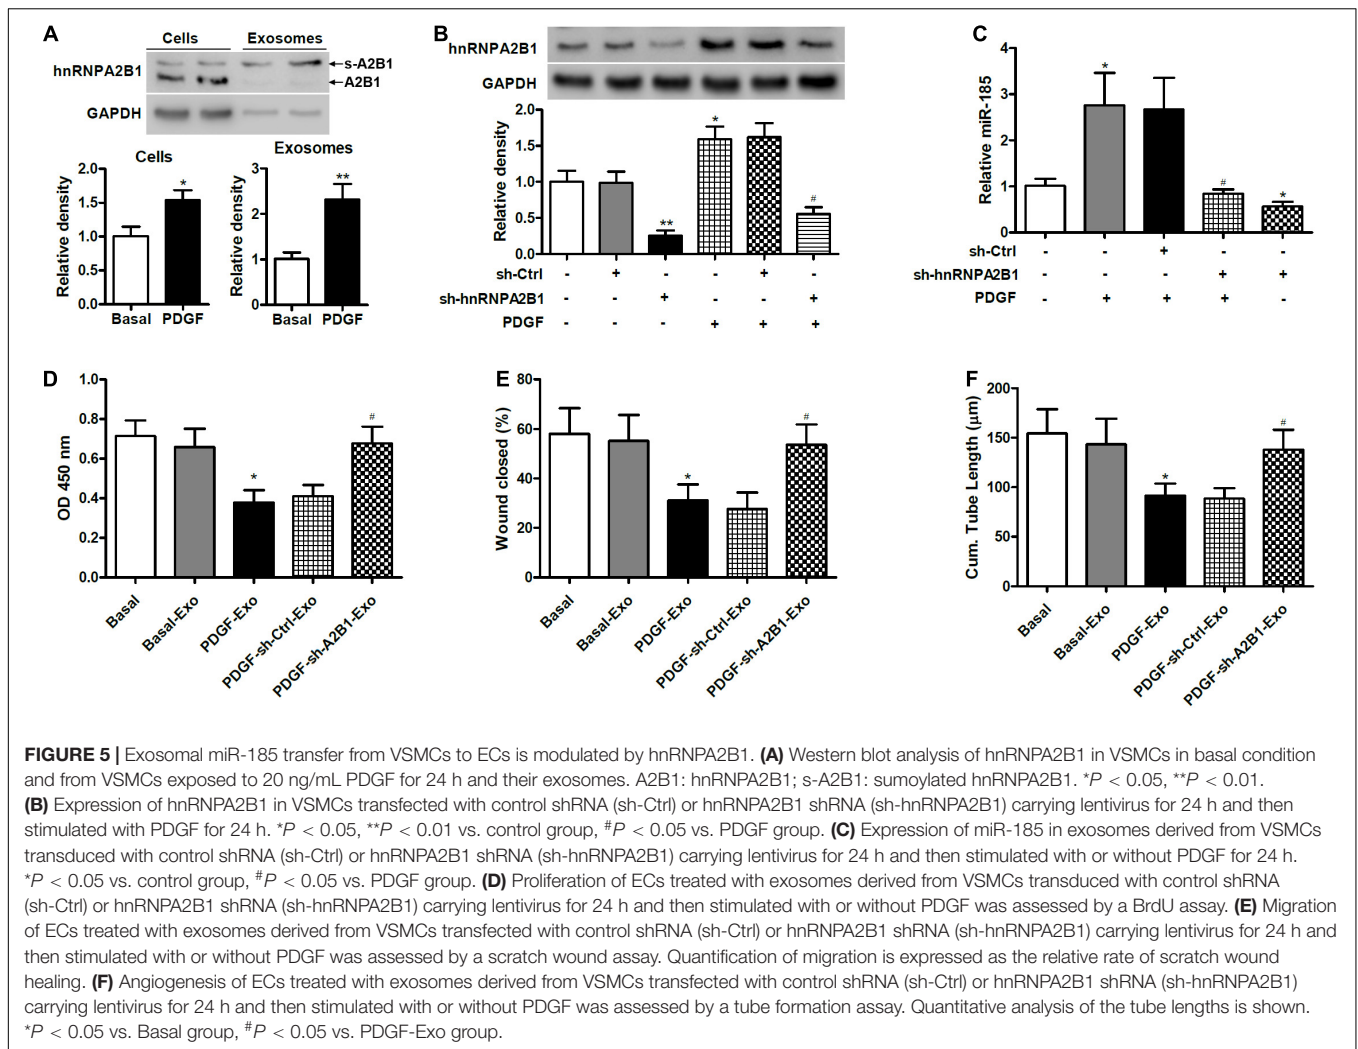 A
Cells Exosomes
hnRNPA2B1
s-A2B1
A2B1
GAPDH
Cells
Relative density
2.0
1.5
1.0
0.5
0.0
*
Basal PDGF
Exosomes
Relative density
3
2
1
0
**
Basal PDGF
B
hnRNPA2B1
GAPDH
Relative density
2.0
1.5
1.0
0.5
0.0
** * #
sh-Ctrl - + - - + -
sh-hnRNPA2B1 - - + - - +
PDGF - - - + + +
C
Relative miR-185
4
3
2
1
0
* # *
sh-Ctrl - - + - -
sh-hnRNPA2B1 - - - + +
PDGF - + + + -
D
OD 450 nm
1.0
0.8
0.6
0.4
0.2
0.0
* #
Basal
Basal-Exo
PDGF-Exo
PDGF-sh-Ctrl-Exo
PDGF-sh-A2B1-Exo
E
Wound closed (%)
80
60
40
20
0
* #
Basal
Basal-Exo
PDGF-Exo
PDGF-sh-Ctrl-Exo
PDGF-sh-A2B1-Exo
F
Cum. Tube Length (μm)
200
150
100
50
0
* #
Basal
Basal-Exo
PDGF-Exo
PDGF-sh-Ctrl-Exo
PDGF-sh-A2B1-Exo
FIGURE 5 | Exosomal miR-185 transfer from VSMCs to ECs is modulated by hnRNPA2B1. (A) Western blot analysis of hnRNPA2B1 in VSMCs in basal condition
and from VSMCs exposed to 20 ng/mL PDGF for 24 h and their exosomes. A2B1: hnRNPA2B1; s-A2B1: sumoylated hnRNPA2B1. *P < 0.05, **P < 0.01.
(B) Expression of hnRNPA2B1 in VSMCs transfected with control shRNA (sh-Ctrl) or hnRNPA2B1 shRNA (sh-hnRNPA2B1) carrying lentivirus for 24 h and then
stimulated with PDGF for 24 h. *P < 0.05, **P < 0.01 vs. control group, #P < 0.05 vs. PDGF group. (C) Expression of miR-185 in exosomes derived from VSMCs
transduced with control shRNA (sh-Ctrl) or hnRNPA2B1 shRNA (sh-hnRNPA2B1) carrying lentivirus for 24 h and then stimulated with or without PDGF for 24 h.
*P < 0.05 vs. control group, #P < 0.05 vs. PDGF group. (D) Proliferation of ECs treated with exosomes derived from VSMCs transduced with control shRNA
(sh-Ctrl) or hnRNPA2B1 shRNA (sh-hnRNPA2B1) carrying lentivirus for 24 h and then stimulated with or without PDGF was assessed by a BrdU assay. (E) Migration
of ECs treated with exosomes derived from VSMCs transfected with control shRNA (sh-Ctrl) or hnRNPA2B1 shRNA (sh-hnRNPA2B1) carrying lentivirus for 24 h and
then stimulated with or without PDGF was assessed by a scratch wound assay. Quantification of migration is expressed as the relative rate of scratch wound
healing. (F) Angiogenesis of ECs treated with exosomes derived from VSMCs transfected with control shRNA (sh-Ctrl) or hnRNPA2B1 shRNA (sh-hnRNPA2B1)
carrying lentivirus for 24 h and then stimulated with or without PDGF was assessed by a tube formation assay. Quantitative analysis of the tube lengths is shown.
*P < 0.05 vs. Basal group, #P < 0.05 vs. PDGF-Exo group.